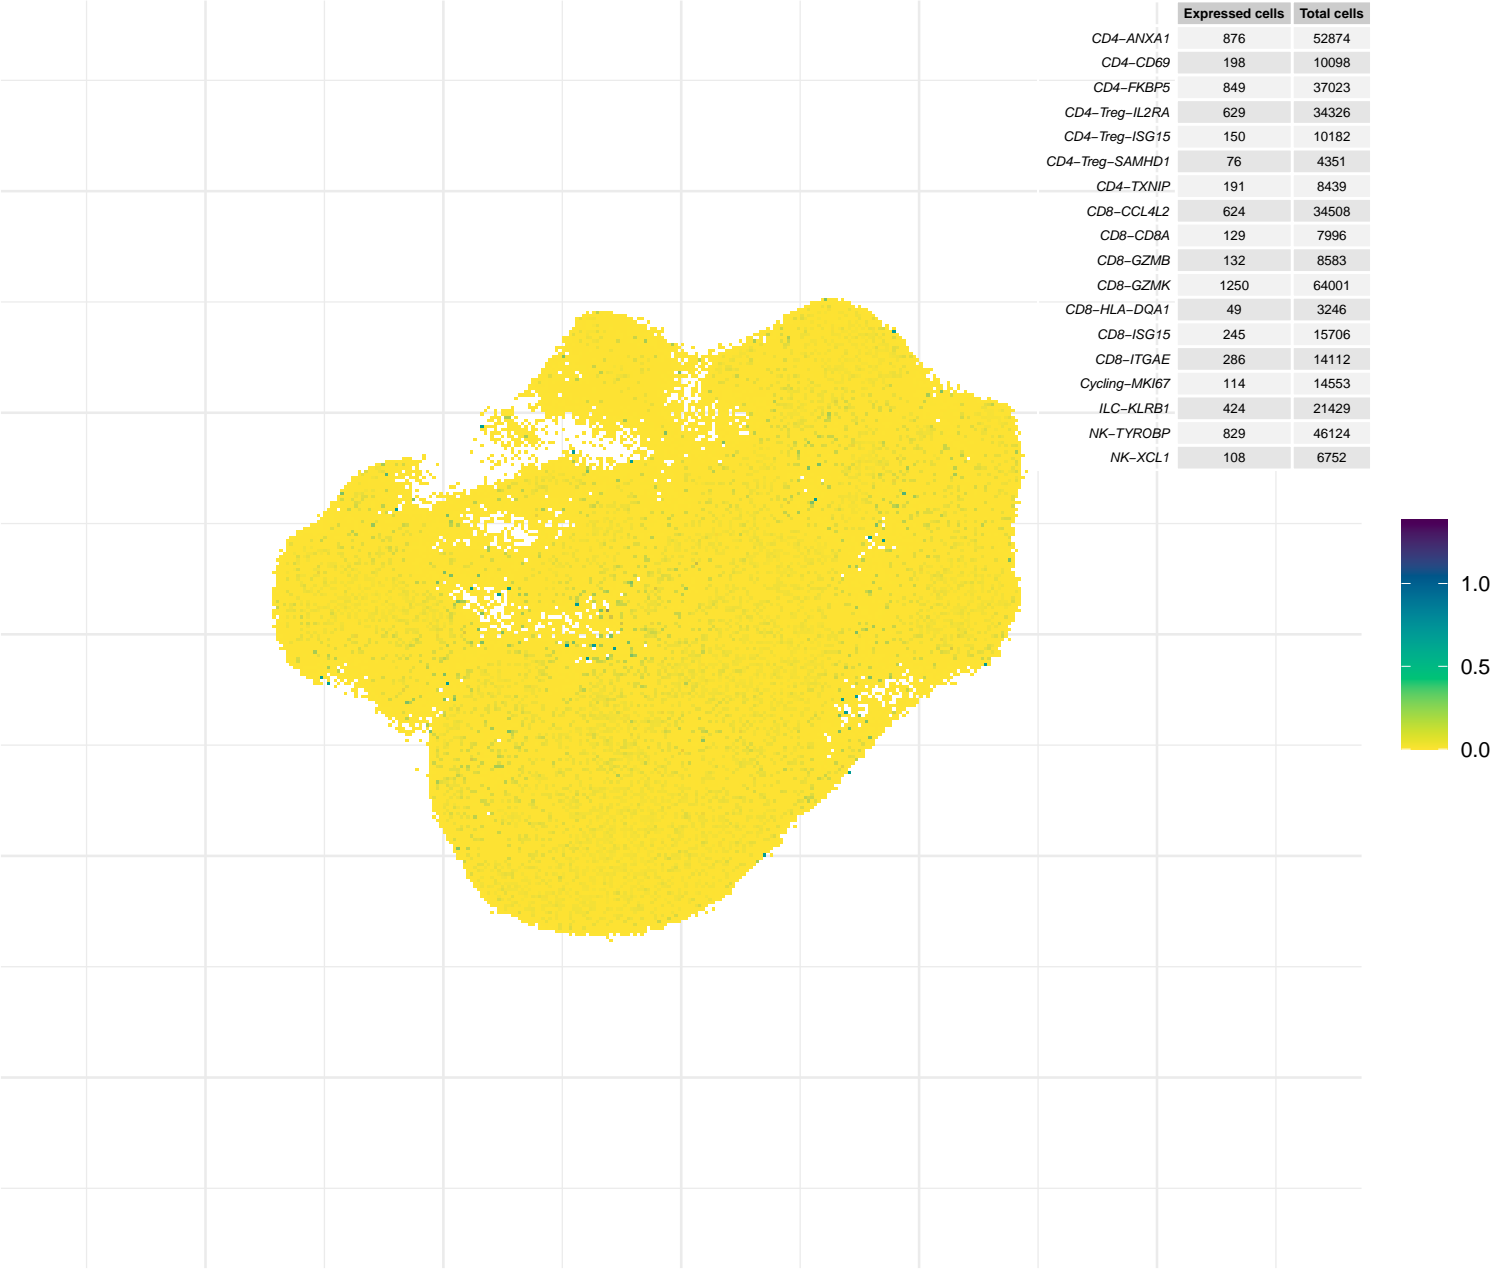 Expressed cells Total cells
CD4−ANXA1 876 52874
CD4−CD69 198 10098
CD4−FKBP5 849 37023
CD4−Treg−IL2RA 629 34326
CD4−Treg−ISG15 150 10182
CD4−Treg−SAMHD1 76 4351
CD4−TXNIP 191 8439
CD8−CCL4L2 624 34508
CD8−CD8A 129 7996
CD8−GZMB 132 8583
CD8−GZMK 1250 64001
CD8−HLA−DQA1 49 3246
CD8−ISG15 245 15706
CD8−ITGAE 286 14112
Cycling−MKI67 114 14553
ILC−KLRB1 424 21429
NK−TYROBP 829 46124
NK−XCL1 108 6752
1.0
0.5
0.0